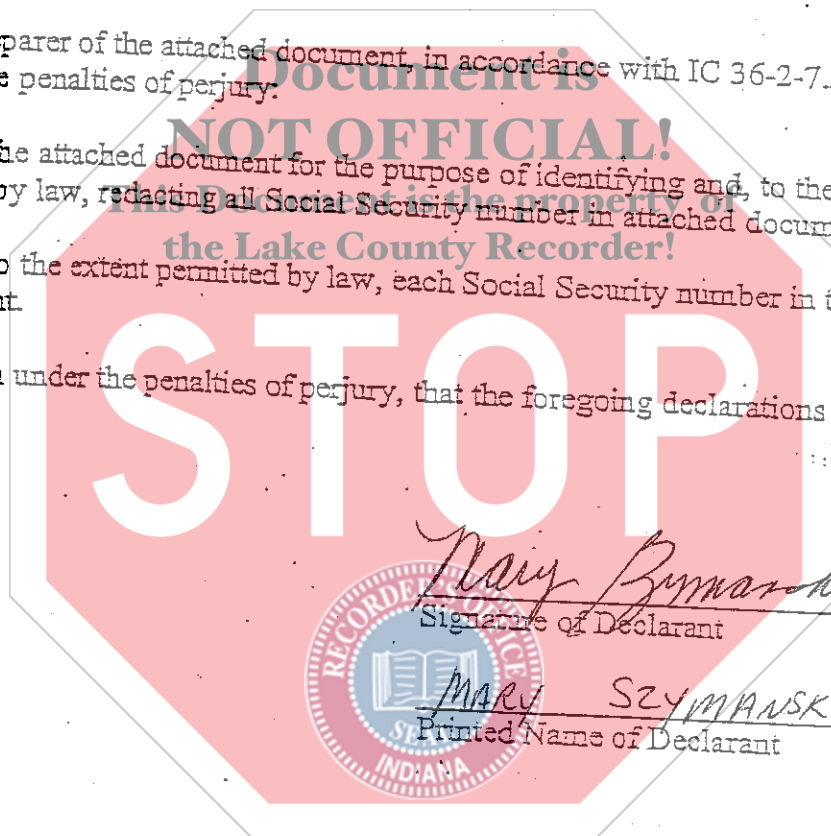 parer of the attached document, in accordance with IC 36-2-7.
e penalties of perjury:
Document is
NOT OFFICIAL!
This Document is the property of
the Lake County Recorder!
he attached document for the purpose of identifying and, to the
by law, redacting all Social Security number in attached docum
o the extent permitted by law, each Social Security number in t
nt.
n under the penalties of perjury, that the foregoing declarations
STOP
Mary
Signature of Declarant
MARY SZYMANSK
Printed Name of Declarant
RECORDER'S OFFICE
SEAL
INDIANA